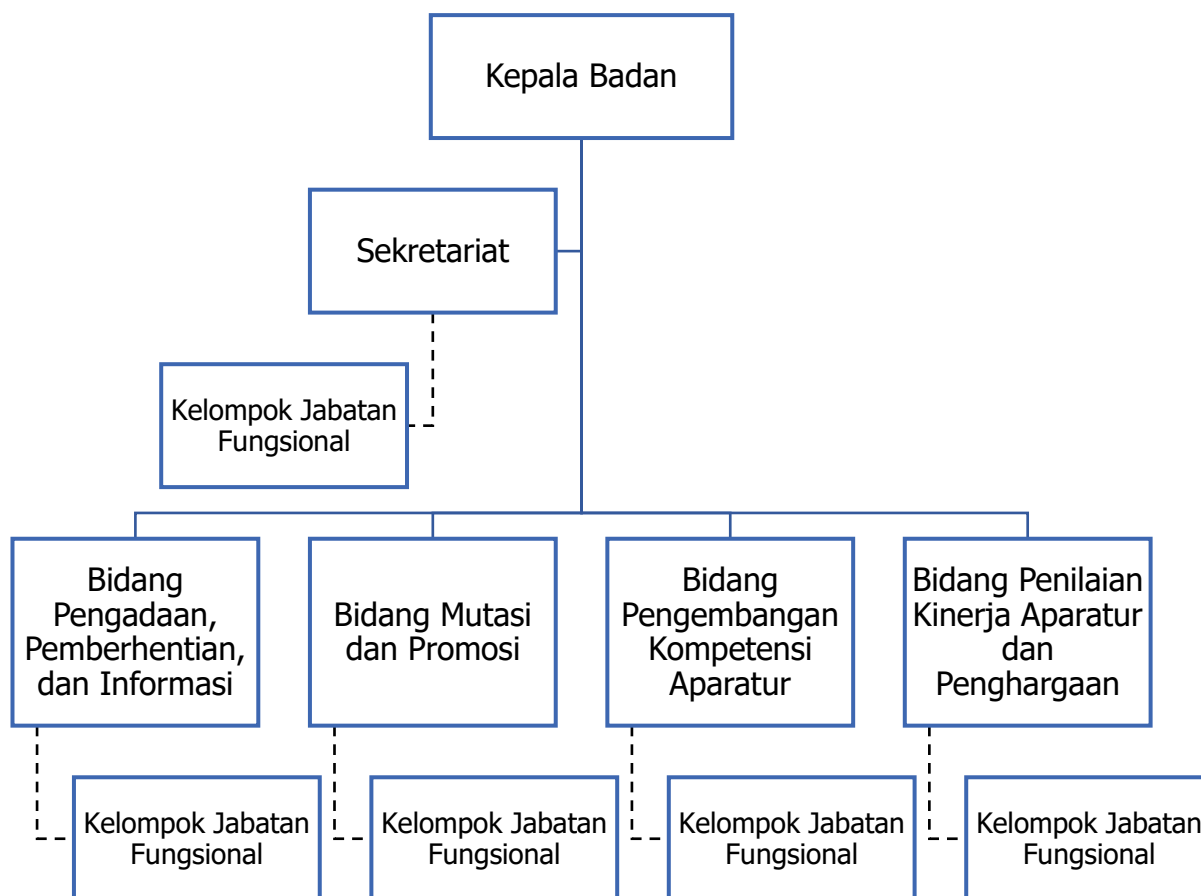 Kepala Badan
Sekretariat
Kelompok Jabatan
Fungsional
Bidang
Pengadaan,
Pemberhentian,
dan Informasi
Bidang Mutasi
dan Promosi
Bidang
Pengembangan
Kompetensi
Aparatur
Bidang Penilaian
Kinerja Aparatur
dan
Penghargaan
Kelompok Jabatan
Fungsional
Kelompok Jabatan
Fungsional
Kelompok Jabatan
Fungsional
Kelompok Jabatan
Fungsional